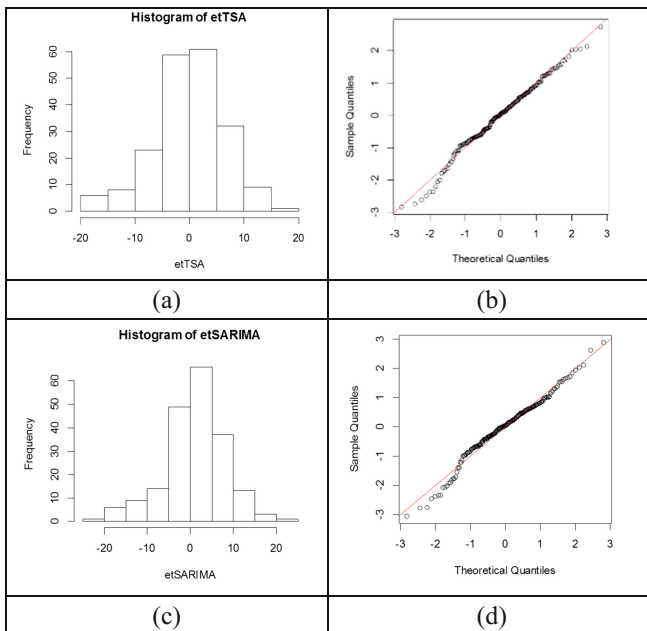 Histogram of etTSA
Frequency
60
50
40
30
20
10
0
-20 -10 0 10 20
etTSA
Sample Quantiles
2
1
0
-1
-2
-3
-3 -2 -1 0 1 2 3
Theoretical Quantiles
(a) (b)
Histogram of etSARIMA
Frequency
60
50
40
30
20
10
0
-20 -10 0 10 20
etSARIMA
Sample Quantiles
3
2
1
0
-1
-2
-3
-3 -2 -1 0 1 2 3
Theoretical Quantiles
(c) (d)